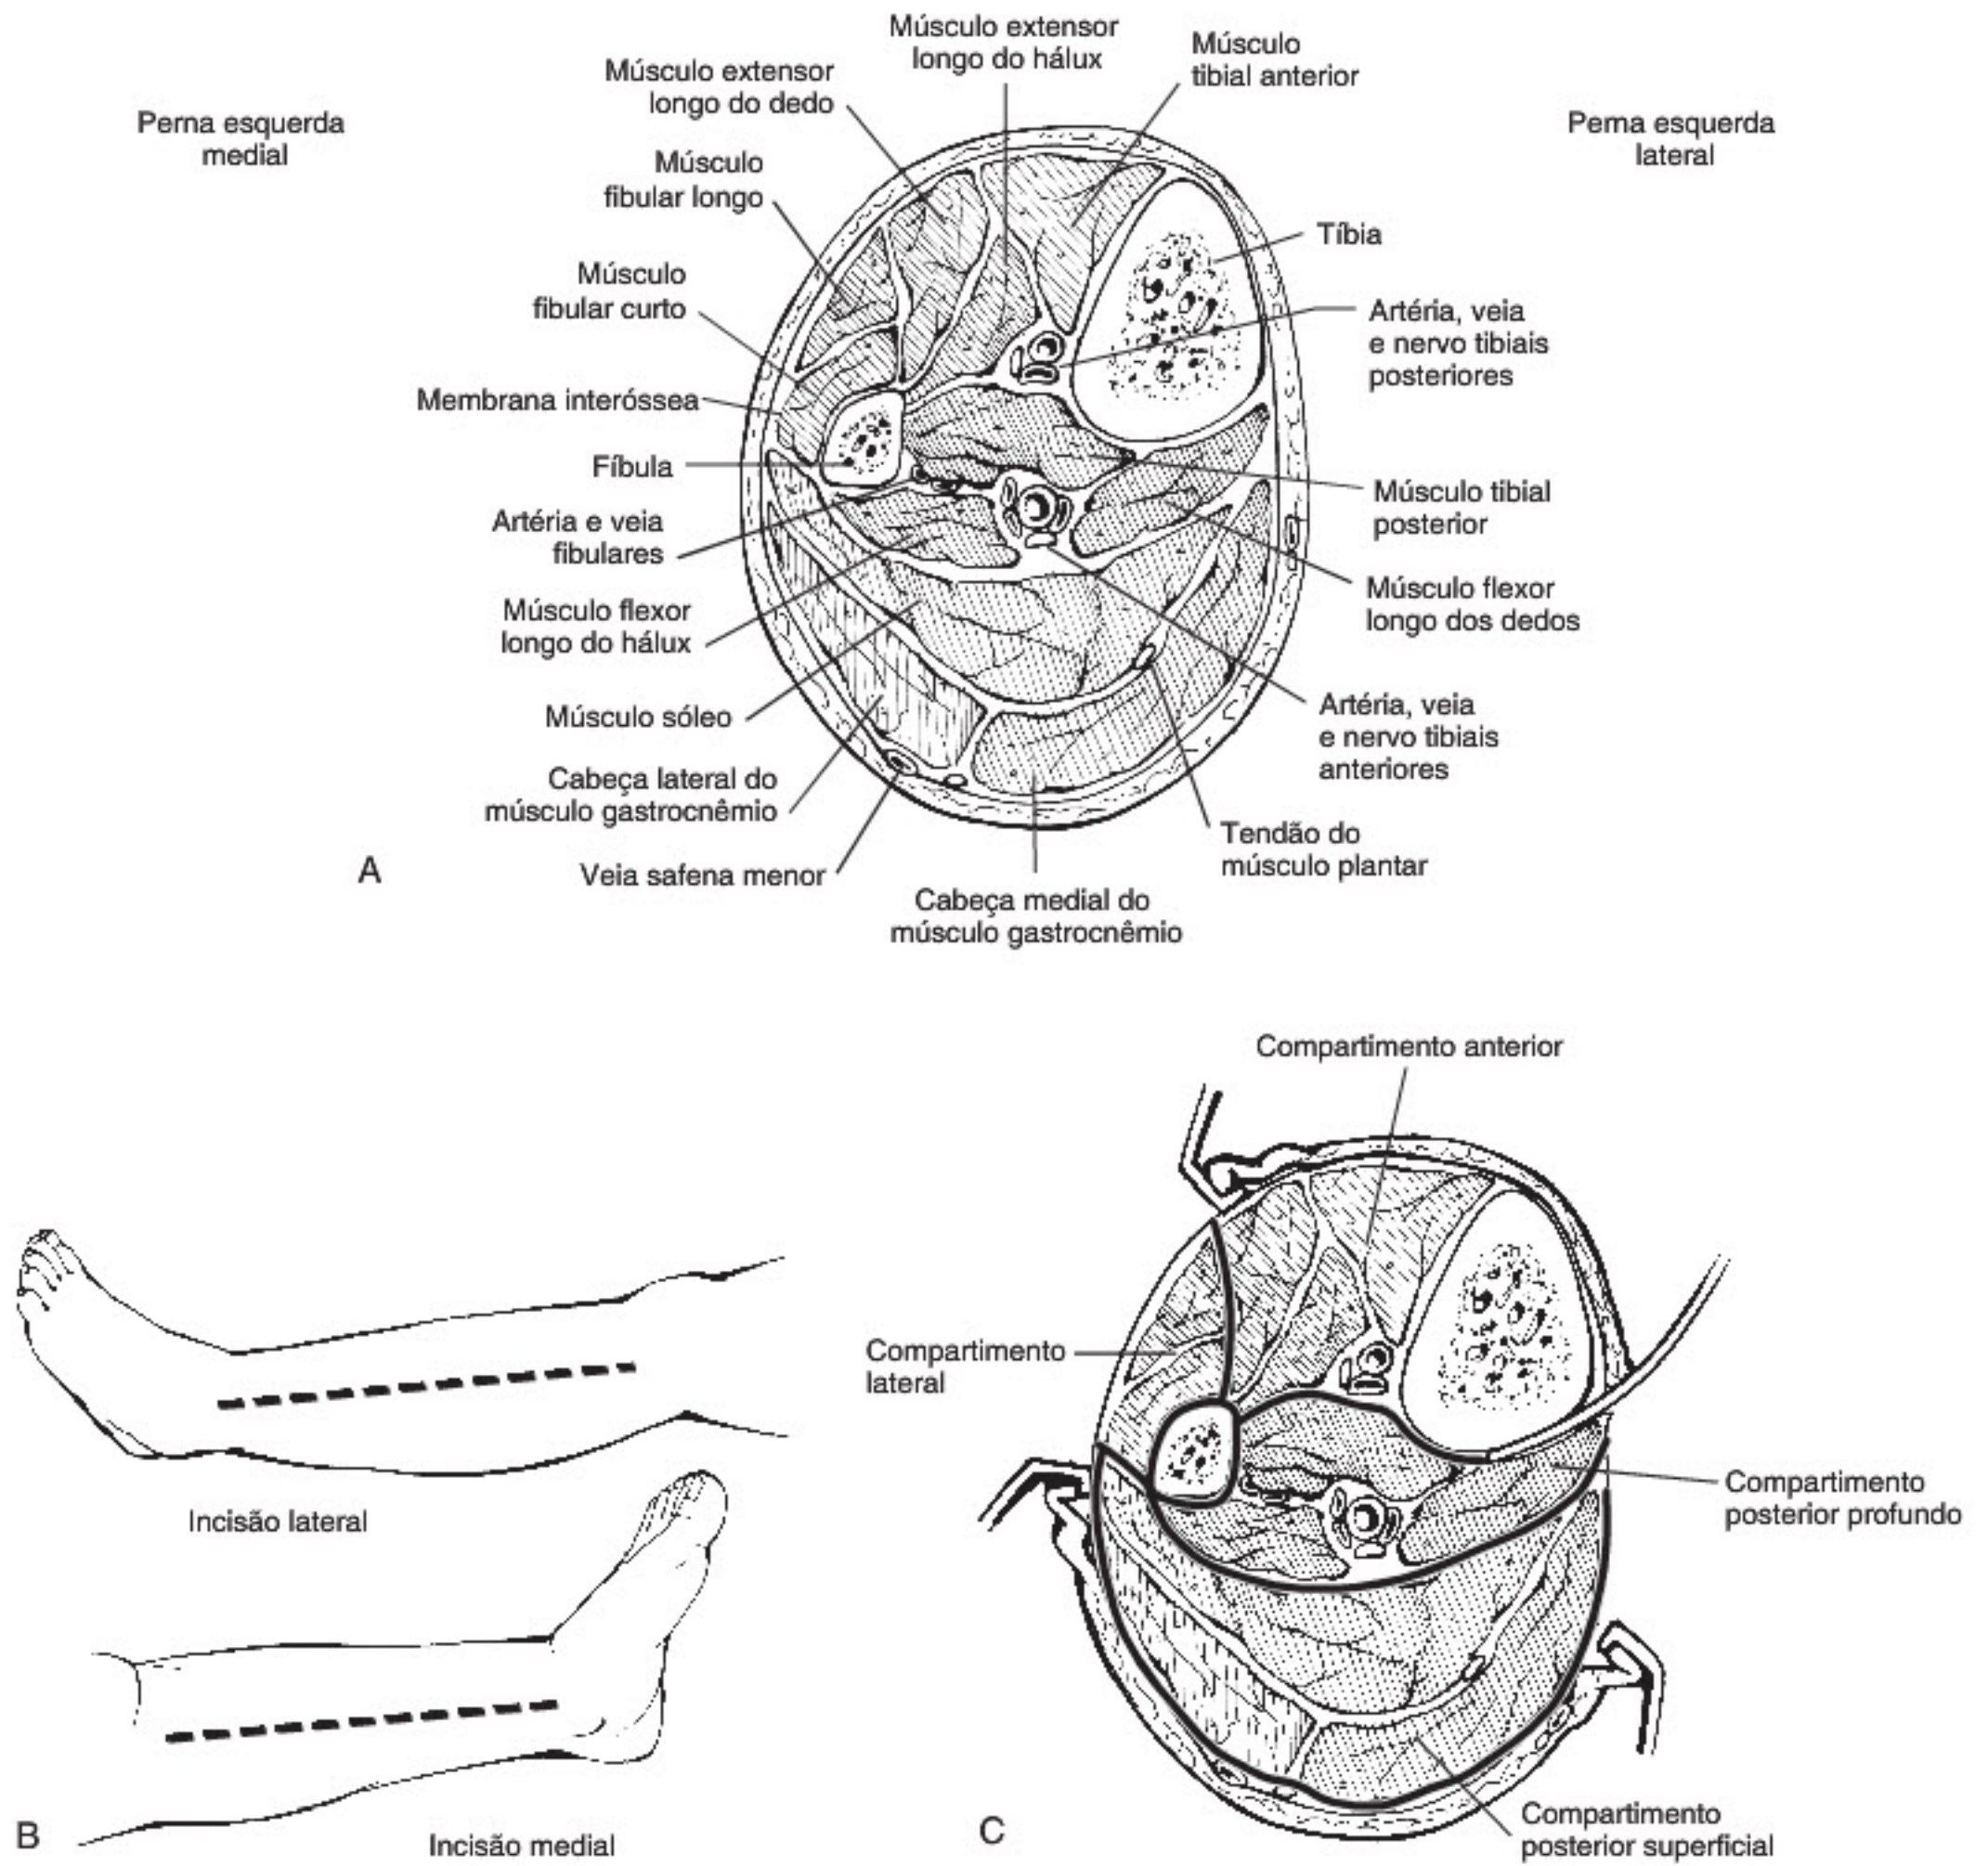 Músculo extensor
longo do hálux
Músculo
tibial anterior
Músculo extensor
longo do dedo
Perna esquerda
medial
Perna esquerda
lateral
Músculo
fibular longo
Tíbia
Músculo
fibular curto
Artéria, veia
e nervo tibiais
posteriores
Membrana interóssea
Fíbula
Músculo tibial
posterior
Artéria e veia
fibulares
Músculo flexor
longo dos dedos
Músculo flexor
longo do hálux
Músculo sóleo
Artéria, veia
e nervo tibiais
anteriores
Cabeça lateral do
músculo gastrocnêmio
Tendão do
músculo plantar
Veia safena menor
A
Cabeça medial do
músculo gastrocnêmio
Compartimento anterior
Compartimento
lateral
Compartimento
posterior profundo
Incisão lateral
Compartimento
posterior superficial
Incisão medial
B
C